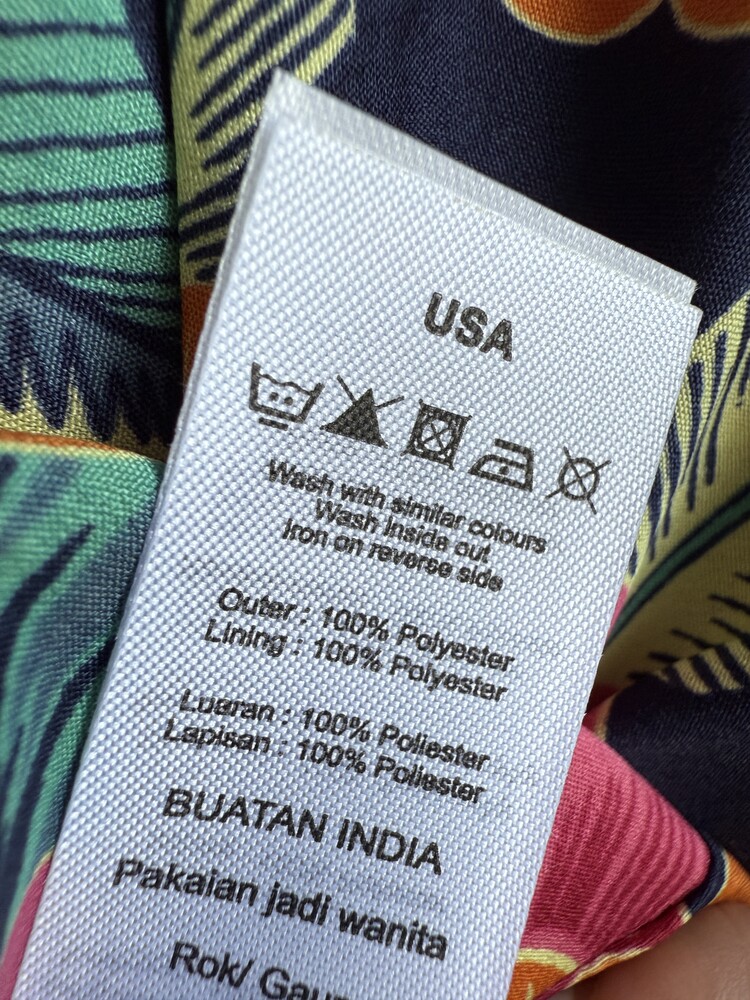 USA
Wash with similar colours
Wash Inside out
Iron on reverse side
Outer : 100% Polyester
Lining : 100% Polyester
Luaran : 100% Poliester
Lapisan : 100% Poliester
BUATAN INDIA
Pakaian jadi wanita
Rok/